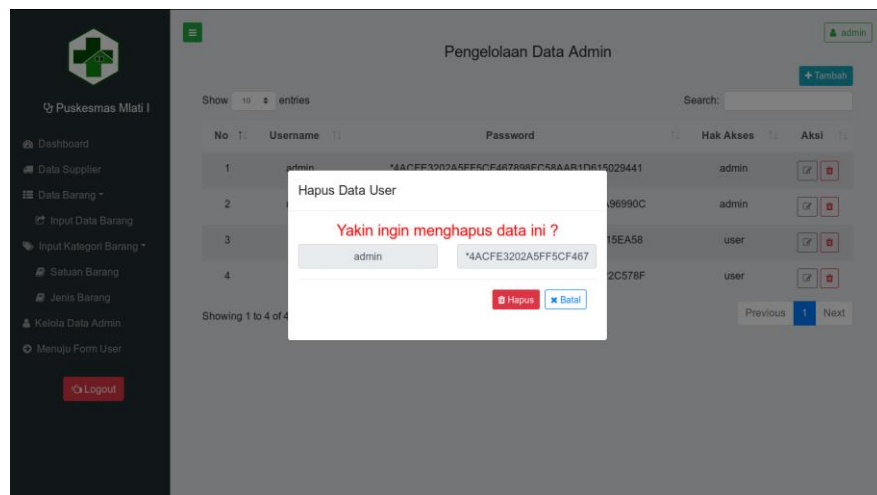 admin
Pengelolaan Data Admin
+ Tambah
Puskesmas Mlati I
Show 10 entries
Search:
No Username Password Hak Akses Aksi
Dashboard
Data Supplier
Data Barang
Input Data Barang
Input Kategori Barang
Satuan Barang
Jenis Barang
Kelola Data Admin
Menuju Form User
Logout
1 admin admin
2 admin
3 15EA58 user
4 2C578F user
Hapus Data User
Yakin ingin menghapus data ini ?
admin *4ACFE3202A5FF5CF467
Hapus Batal
Showing 1 to 4 of 4
Previous 1 Next